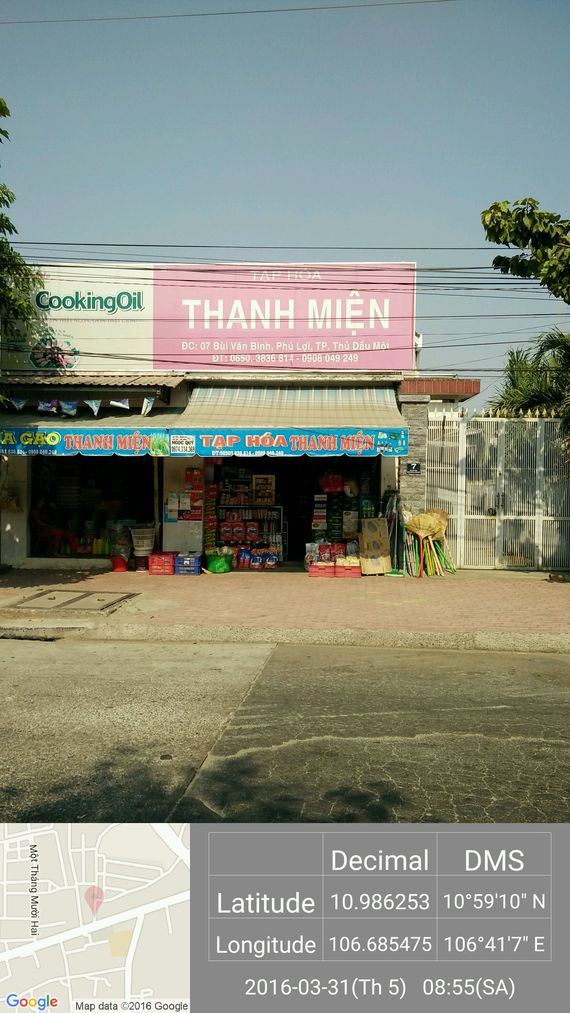 TẠP HÓA
CookingOil
THANH MIỆN
ĐC: 07 Bùi Văn Bình, Phú Lợi, TP. Thủ Dầu Một
ĐT: 0650. 3836 814 - 0908 049 249
GẠO THANH MIỆN
NGỌC QUÝ
TẠP HÓA THANH MIỆN
7
Một Tháng Mười Hai
Google
Map data ©2016 Google
Decimal DMS
Latitude 10.986253 10°59'10" N
Longitude 106.685475 106°41'7" E
2016-03-31(Th 5) 08:55(SA)